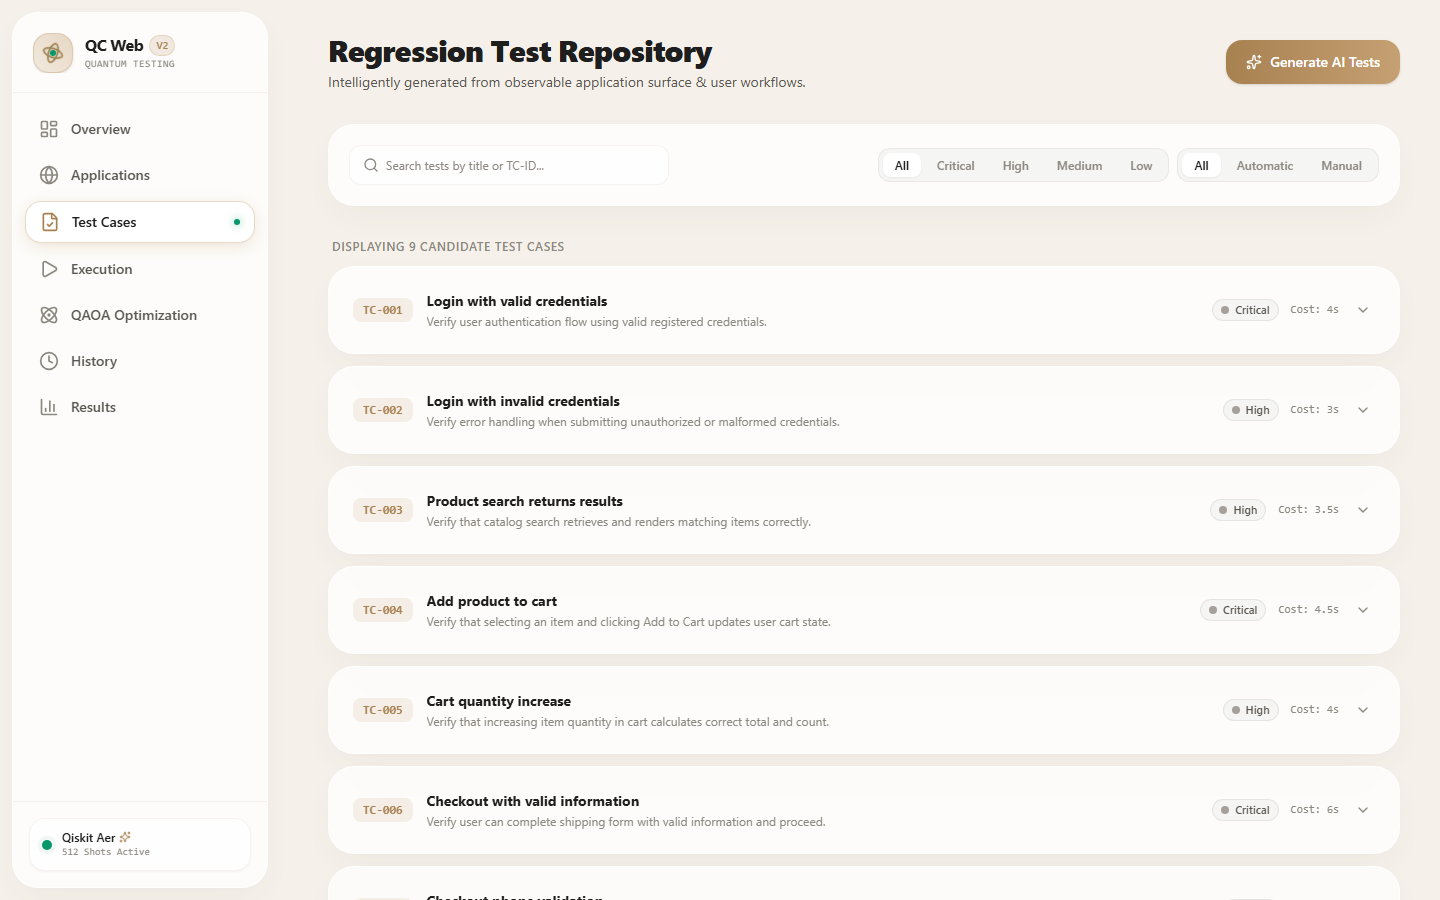 QC Web V2
QUANTUM TESTING
Overview
Applications
Test Cases
Execution
QAOA Optimization
History
Results
Qiskit Aer
512 Shots Active
Regression Test Repository
Intelligently generated from observable application surface & user workflows.
Generate AI Tests
Search tests by title or TC-ID...
All Critical High Medium Low
All Automatic Manual
DISPLAYING 9 CANDIDATE TEST CASES
TC-001 Login with valid credentials
Verify user authentication flow using valid registered credentials.
Critical Cost: 4s
TC-002 Login with invalid credentials
Verify error handling when submitting unauthorized or malformed credentials.
High Cost: 3s
TC-003 Product search returns results
Verify that catalog search retrieves and renders matching items correctly.
High Cost: 3.5s
TC-004 Add product to cart
Verify that selecting an item and clicking Add to Cart updates user cart state.
Critical Cost: 4.5s
TC-005 Cart quantity increase
Verify that increasing item quantity in cart calculates correct total and count.
High Cost: 4s
TC-006 Checkout with valid information
Verify user can complete shipping form with valid information and proceed.
Critical Cost: 6s
Checkout phone validation